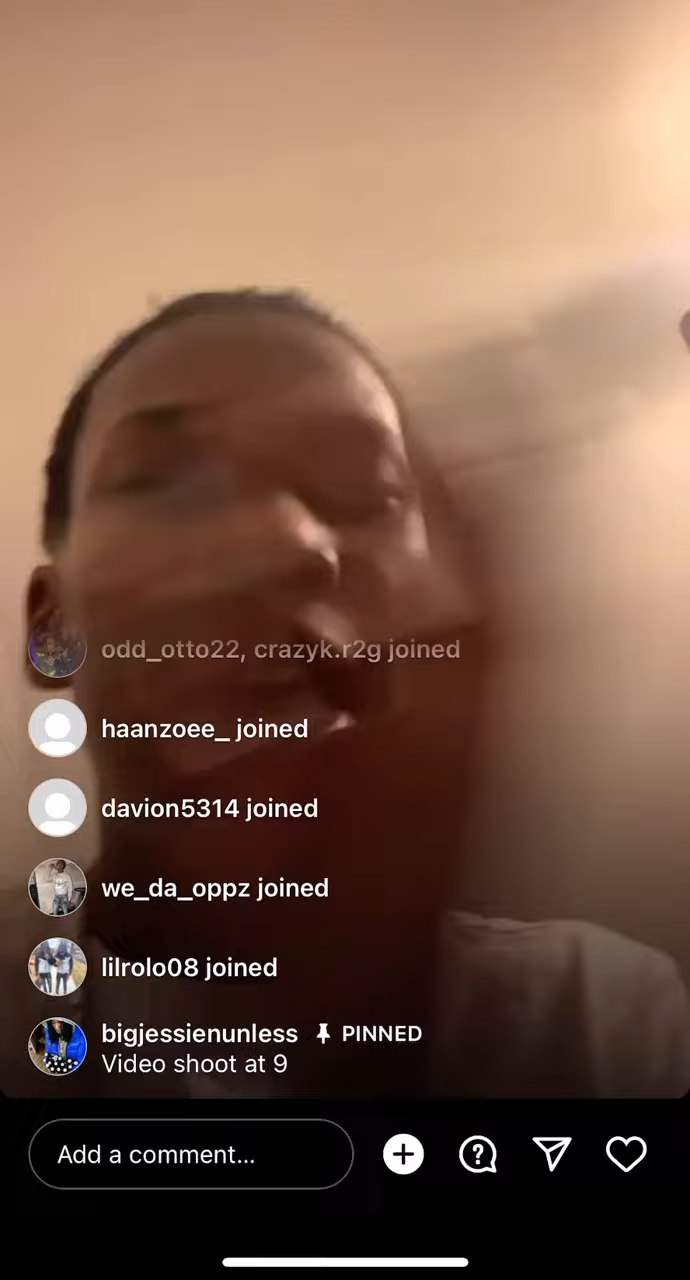 odd_otto22, crazyk.r2g joined
haanzoee_ joined
davion5314 joined
we_da_oppz joined
lilrolo08 joined
bigjessienunless PINNED
Video shoot at 9
Add a comment...